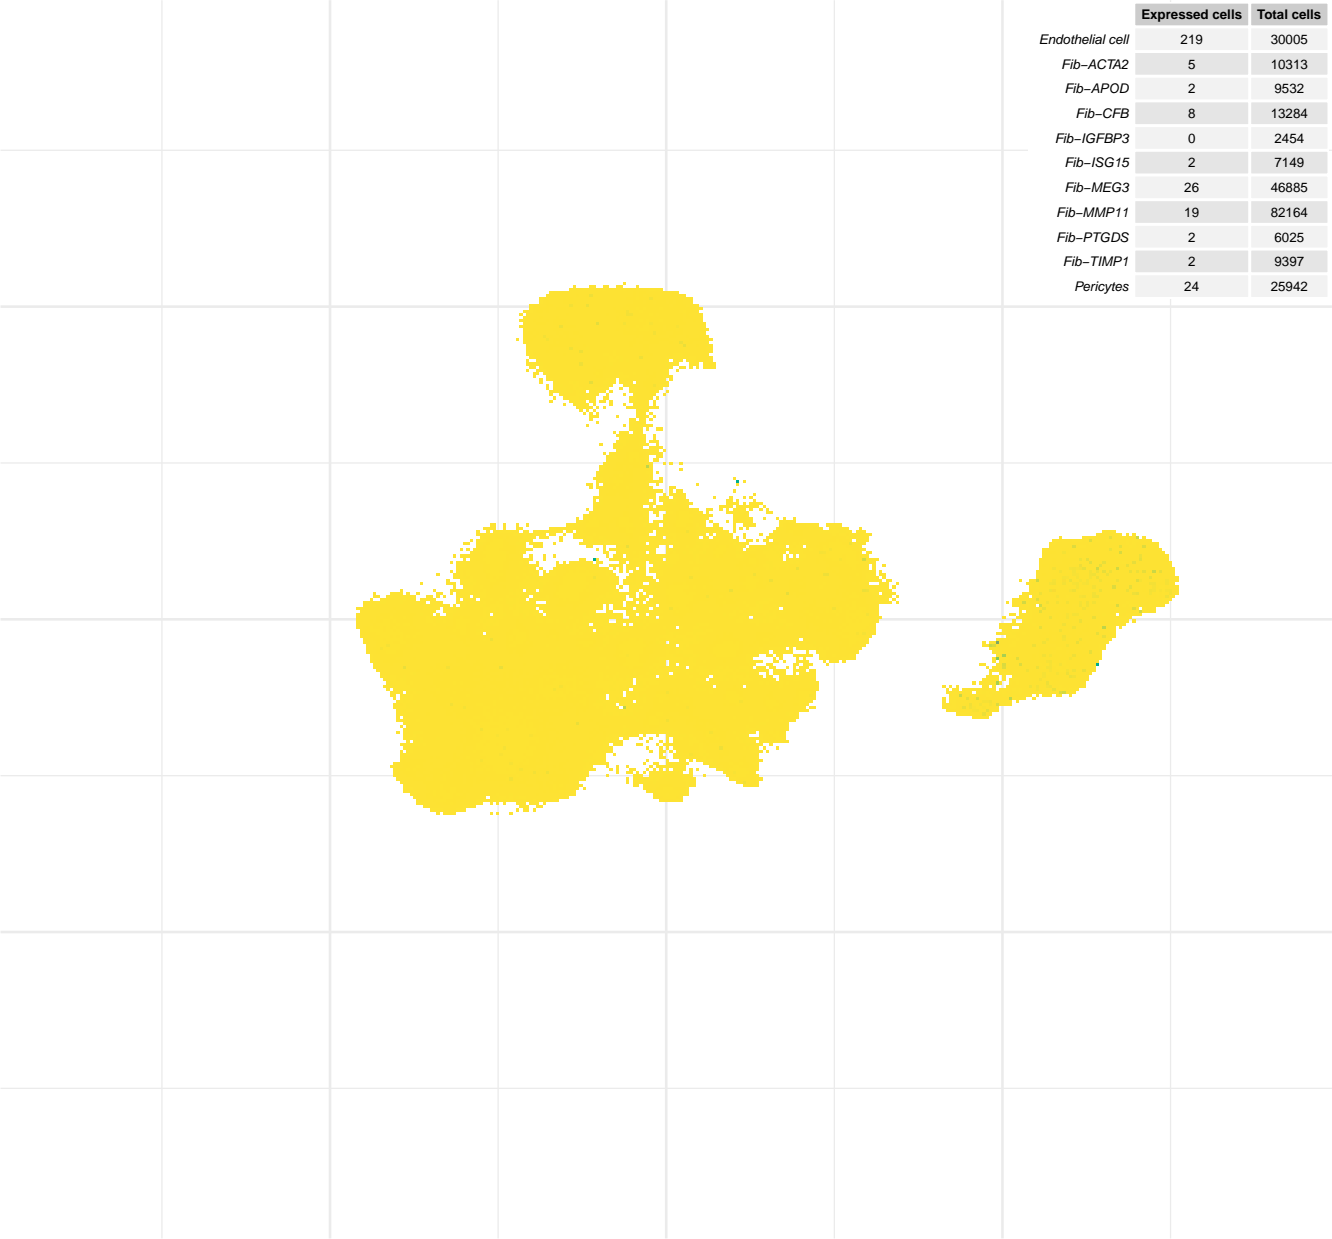 Expressed cells Total cells
Endothelial cell 219 30005
Fib−ACTA2 5 10313
Fib−APOD 2 9532
Fib−CFB 8 13284
Fib−IGFBP3 0 2454
Fib−ISG15 2 7149
Fib−MEG3 26 46885
Fib−MMP11 19 82164
Fib−PTGDS 2 6025
Fib−TIMP1 2 9397
Pericytes 24 25942